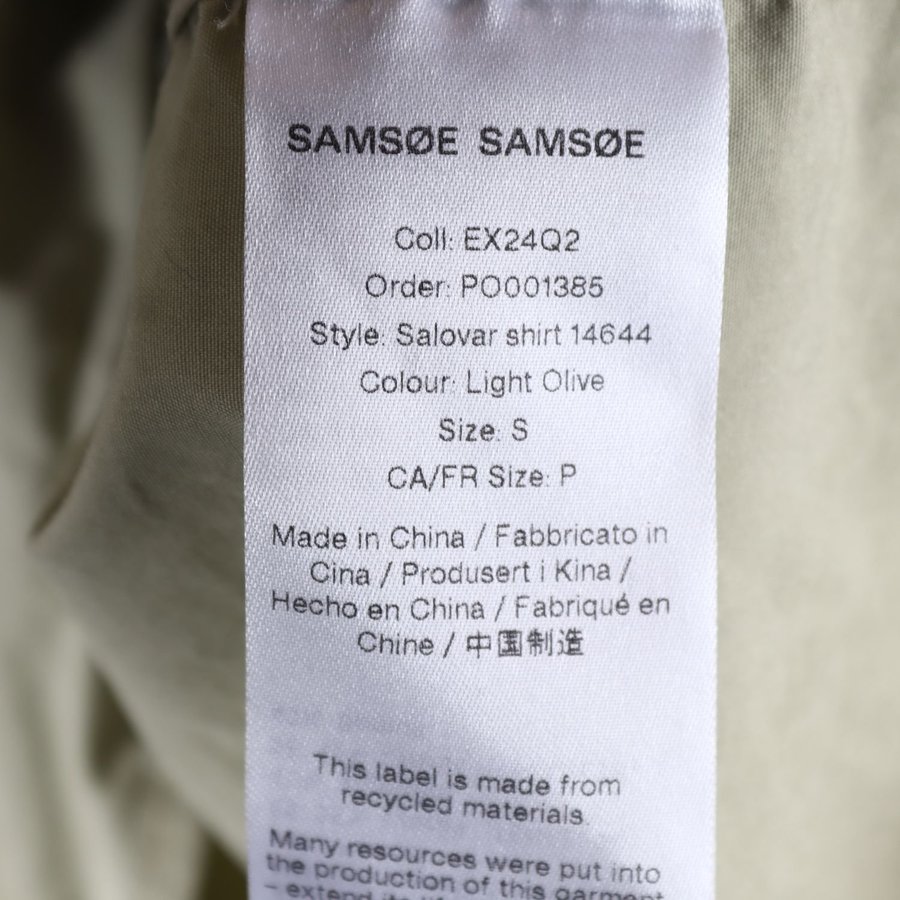 SAMSØE SAMSØE
Coll: EX24Q2
Order: PO001385
Style: Salovar shirt 14644
Colour: Light Olive
Size: S
CA/FR Size: P
Made in China / Fabbricato in
Cina / Produsert i Kina /
Hecho en China / Fabriqué en
Chine / 中国制造
This label is made from
recycled materials.
Many resources were put into
the production of this garment
– extend its